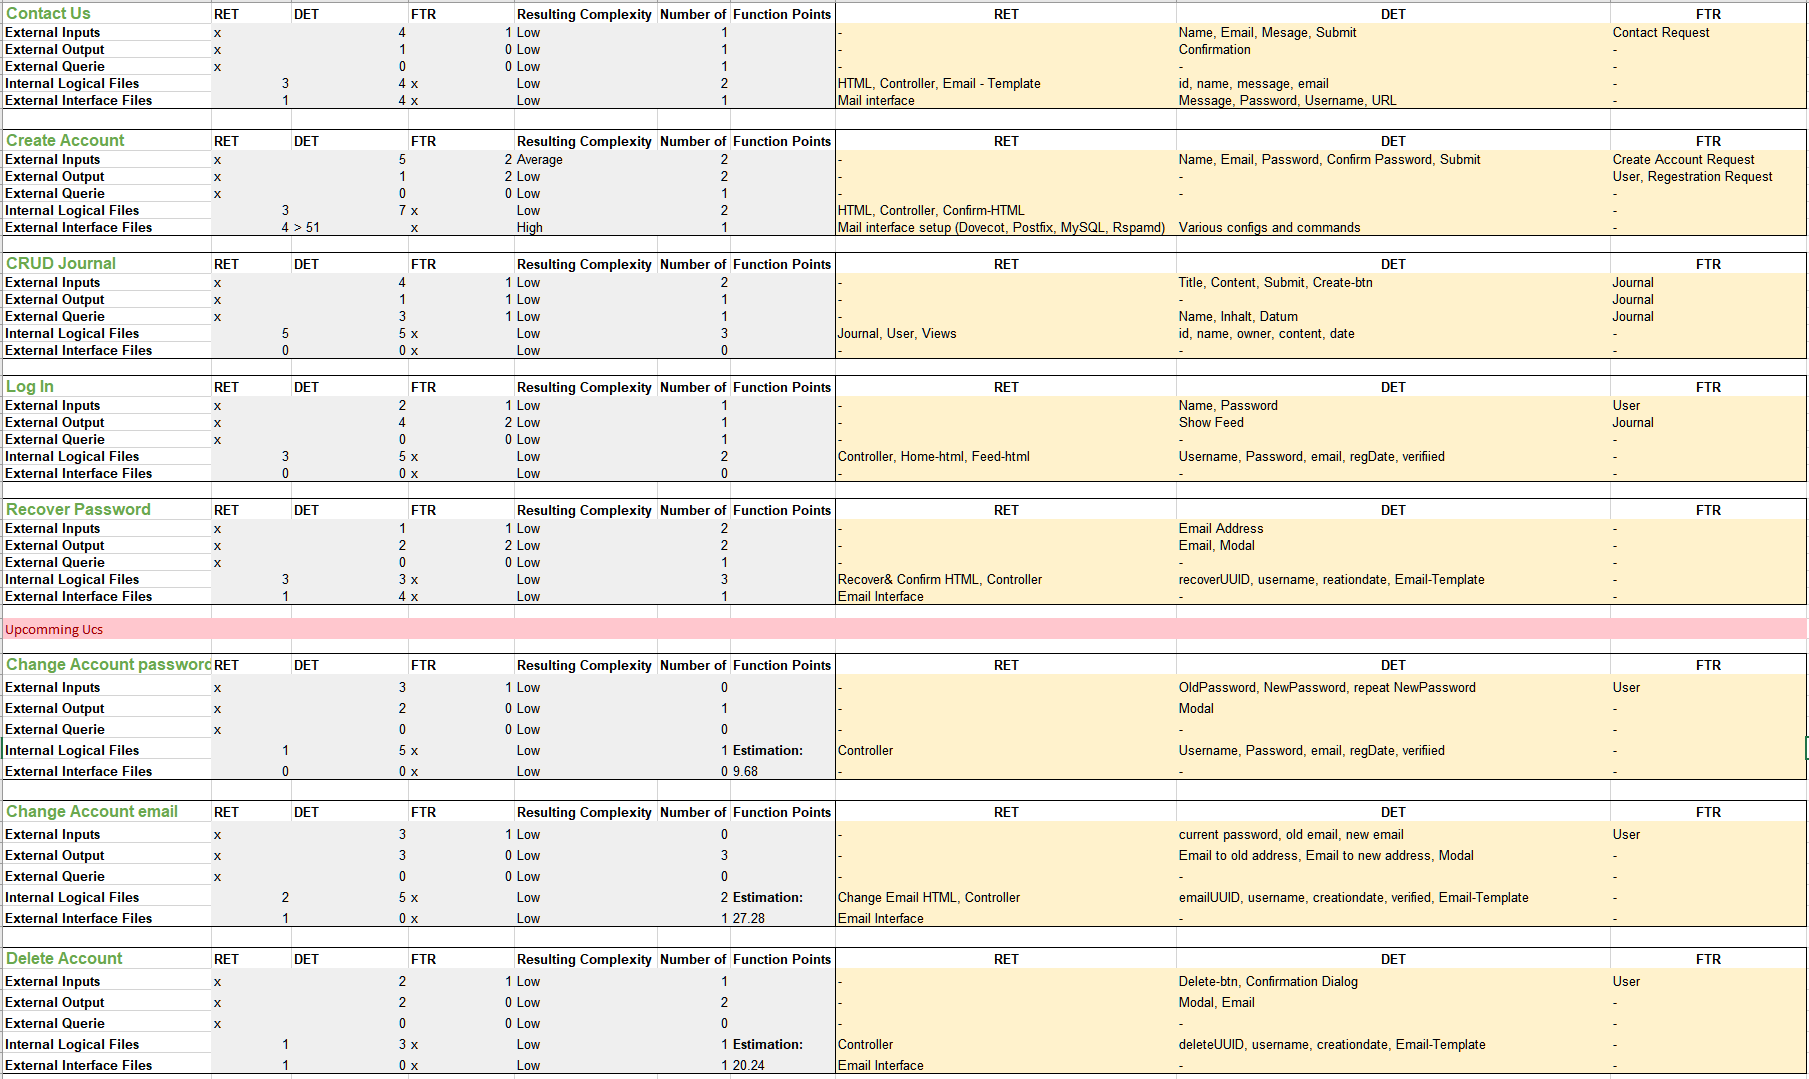 Contact Us RET DET FTR Resulting Complexity Number of Function Points RET DET FTR
External Inputs x 4 1 Low 1 - Name, Email, Mesage, Submit Contact Request
External Output x 1 0 Low 1 - Confirmation -
External Querie x 0 0 Low 1 - - -
Internal Logical Files 3 4 x Low 2 HTML, Controller, Email - Template id, name, message, email -
External Interface Files 1 4 x Low 1 Mail interface Message, Password, Username, URL -
Create Account RET DET FTR Resulting Complexity Number of Function Points RET DET FTR
External Inputs x 5 2 Average 2 - Name, Email, Password, Confirm Password, Submit Create Account Request
External Output x 1 2 Low 2 - - User, Regestration Request
External Querie x 0 0 Low 1 - - -
Internal Logical Files 3 7 x Low 2 HTML, Controller, Confirm-HTML -
External Interface Files 4 > 51 x High 1 Mail interface setup (Dovecot, Postfix, MySQL, Rspamd) Various configs and commands -
CRUD Journal RET DET FTR Resulting Complexity Number of Function Points RET DET FTR
External Inputs x 4 1 Low 2 - Title, Content, Submit, Create-btn Journal
External Output x 1 1 Low 1 - - Journal
External Querie x 3 1 Low 1 - Name, Inhalt, Datum Journal
Internal Logical Files 5 5 x Low 3 Journal, User, Views id, name, owner, content, date -
External Interface Files 0 0 x Low 0 - - -
Log In RET DET FTR Resulting Complexity Number of Function Points RET DET FTR
External Inputs x 2 1 Low 1 - Name, Password User
External Output x 4 2 Low 1 - Show Feed Journal
External Querie x 0 0 Low 1 - - -
Internal Logical Files 3 5 x Low 2 Controller, Home-html, Feed-html Username, Password, email, regDate, verifiied -
External Interface Files 0 0 x Low 0 - - -
Recover Password RET DET FTR Resulting Complexity Number of Function Points RET DET FTR
External Inputs x 1 1 Low 2 - Email Address -
External Output x 2 2 Low 2 - Email, Modal -
External Querie x 0 0 Low 1 - - -
Internal Logical Files 3 3 x Low 3 Recover& Confirm HTML, Controller recoverUUID, username, reationdate, Email-Template -
External Interface Files 1 4 x Low 1 Email Interface - -
Upcomming Ucs
Change Account password RET DET FTR Resulting Complexity Number of Function Points RET DET FTR
External Inputs x 3 1 Low 0 - OldPassword, NewPassword, repeat NewPassword User
External Output x 2 0 Low 1 - Modal -
External Querie x 0 0 Low 0 - - -
Internal Logical Files 1 5 x Low 1 Estimation: Controller Username, Password, email, regDate, verifiied -
External Interface Files 0 0 x Low 0 9.68 - - -
Change Account email RET DET FTR Resulting Complexity Number of Function Points RET DET FTR
External Inputs x 3 1 Low 0 - current password, old email, new email User
External Output x 3 0 Low 3 - Email to old address, Email to new address, Modal -
External Querie x 0 0 Low 0 - - -
Internal Logical Files 2 5 x Low 2 Estimation: Change Email HTML, Controller emailUUID, username, creationdate, verified, Email-Template -
External Interface Files 1 0 x Low 1 27.28 Email Interface - -
Delete Account RET DET FTR Resulting Complexity Number of Function Points RET DET FTR
External Inputs x 2 1 Low 1 - Delete-btn, Confirmation Dialog User
External Output x 2 0 Low 2 - Modal, Email -
External Querie x 0 0 Low 0 - - -
Internal Logical Files 1 3 x Low 1 Estimation: Controller deleteUUID, username, creationdate, Email-Template -
External Interface Files 1 0 x Low 1 20.24 Email Interface - -